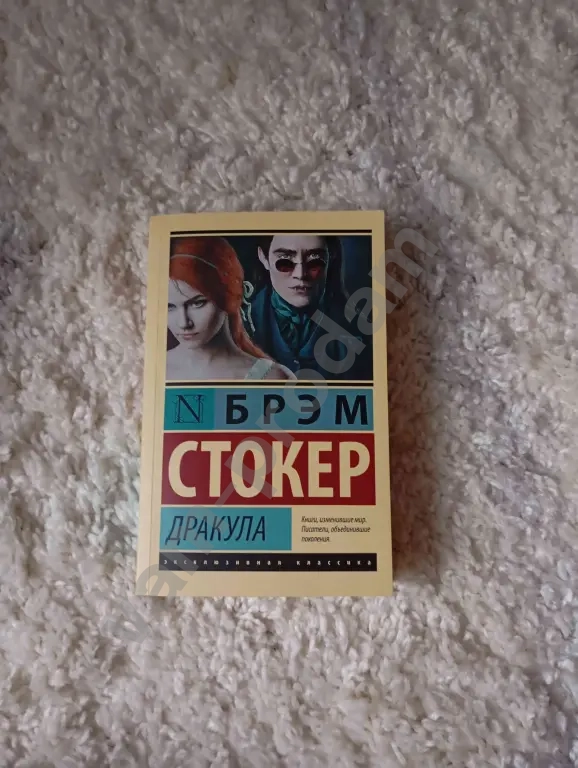 N БРЭМ
СТОКЕР
ДРАКУЛА
Книги, изменившие мир.
Писатели, объединившие
поколения.
ЭКСКЛЮЗИВНАЯ КЛАССИКА